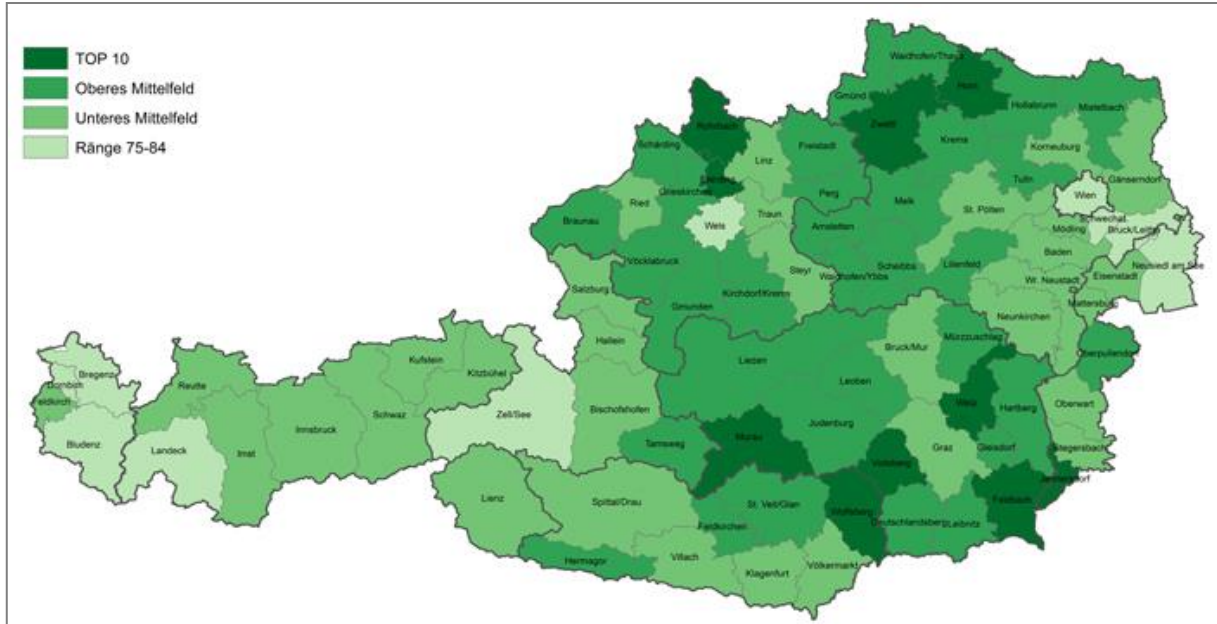 TOP 10
Oberes Mittelfeld
Unteres Mittelfeld
Ränge 75-84
Waidhofen/Thaya
Horn
Gmünd
Hollabrunn
Mistelbach
Zwettl
Rohrbach
Krems
Korneuburg
Schärding
Linz
Freistadt
Gänserndorf
Tulln
Eferding
Grieskirchen
Perg
Melk
Wien
Ried
St. Pölten
Braunau
Traun
Schwechat
Wels
Amstetten
Mödling
Bruck/Leitha
Baden
Vöcklabruck
Steyr
Scheibbs
Lilienfeld
Neusiedl am See
Waidhofen/Ybbs
Eisenstadt
Salzburg
Kirchdorf/Krems
Wr. Neustadt
Gmunden
Mattersburg
Neunkirchen
Hallein
Mürzzuschlag
Bruck/Mur
Oberpullendorf
Liezen
Kufstein
Bregenz
Kitzbühel
Leoben
Dornbirn
Reutte
Feldkirch
Weiz
Hartberg
Oberwart
Bischofshofen
Schwaz
Judenburg
Innsbruck
Zell/See
Tamsweg
Murau
Bludenz
Landeck
Imst
Voitsberg
Graz
Gleisdorf
Stegersbach
Jennersdorf
Lienz
Spittal/Drau
St. Veit/Glan
Feldbach
Wolfsberg
Feldkirchen
Deutschlandsberg
Leibnitz
Villach
Hermagor
Völkermarkt
Klagenfurt